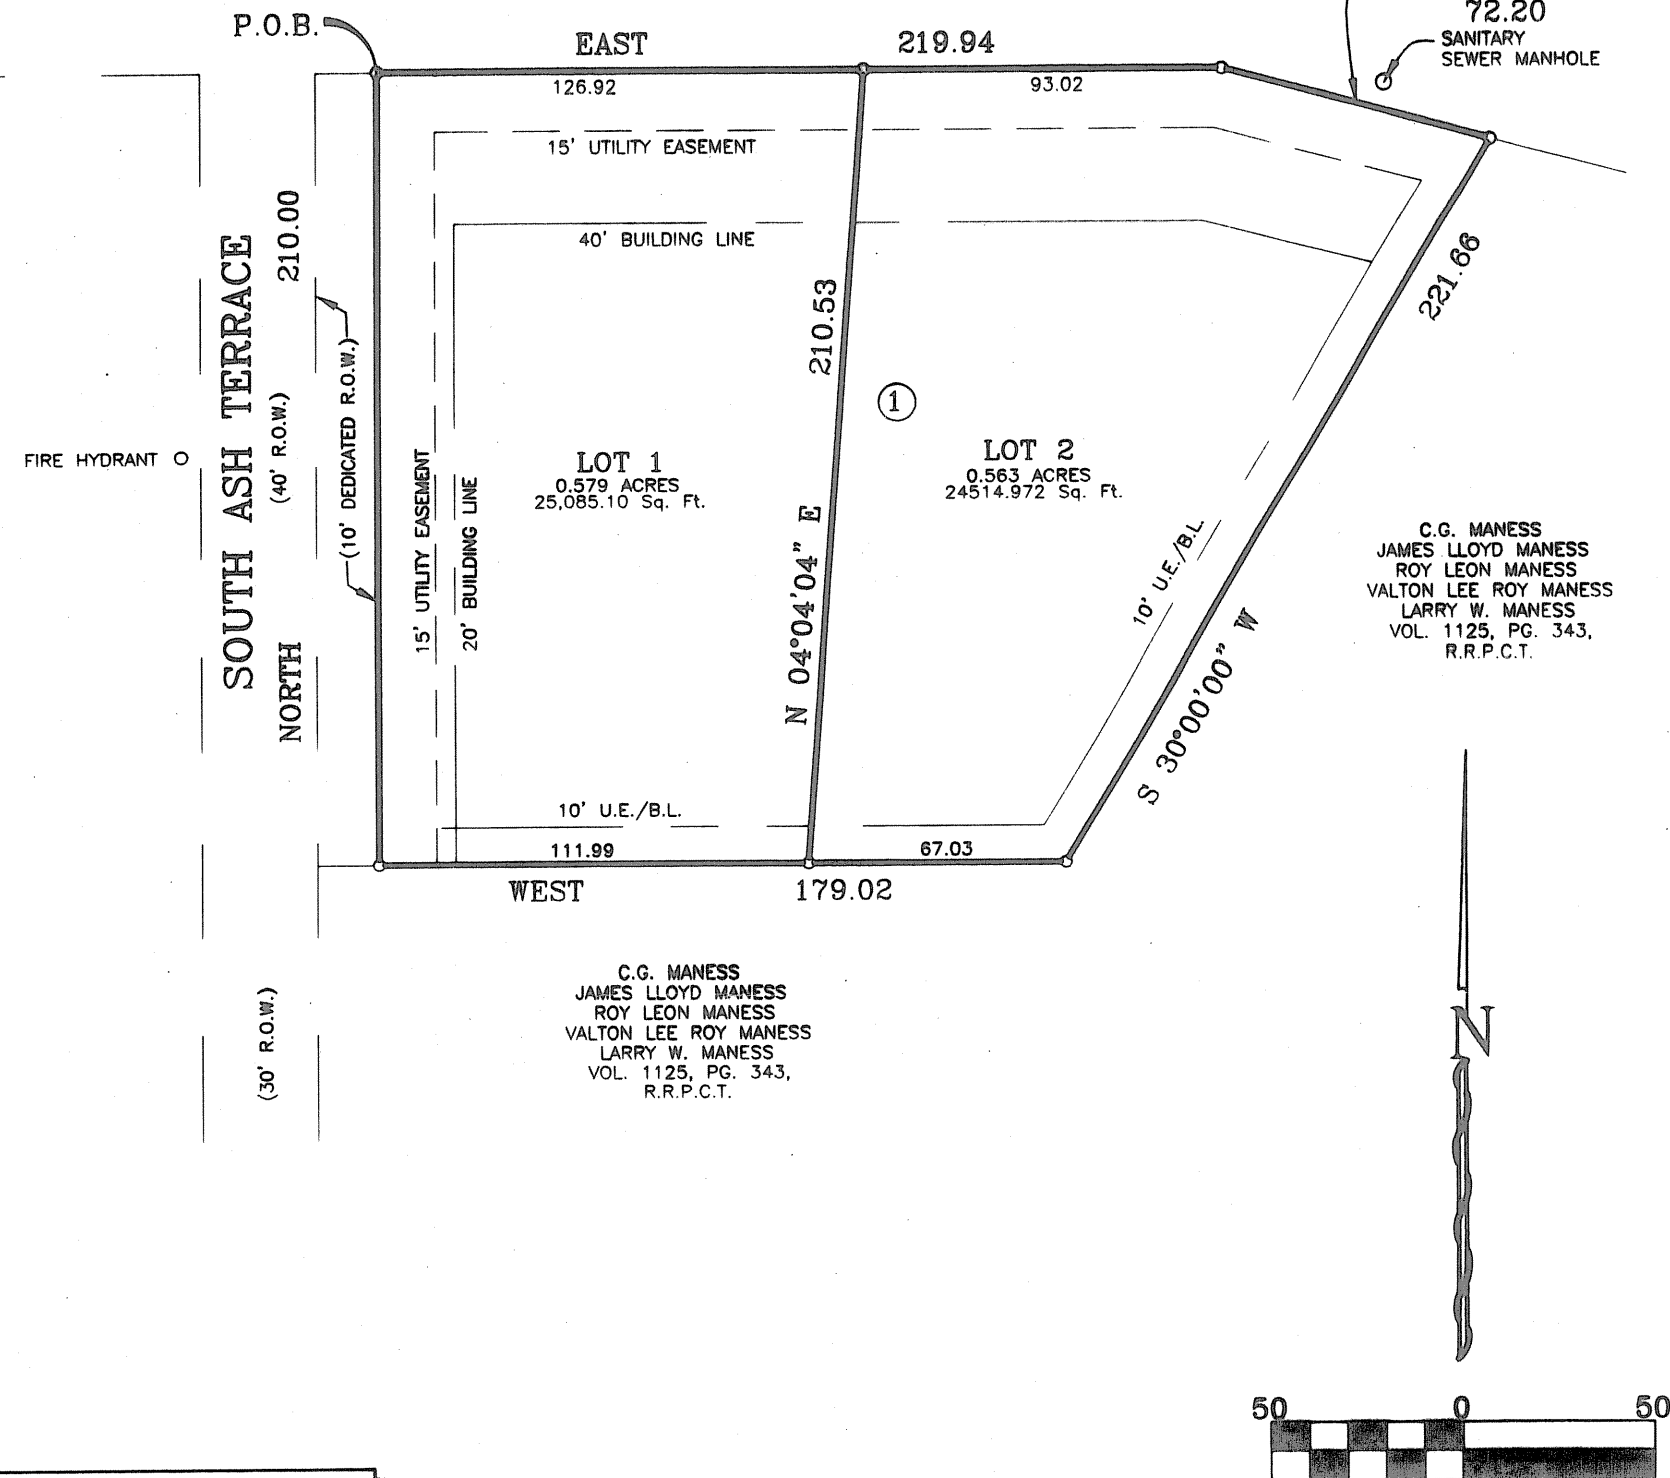 P.O.B.
EAST
219.94
126.92
93.02
72.20
SANITARY
SEWER MANHOLE
15' UTILITY EASEMENT
40' BUILDING LINE
SOUTH ASH TERRACE
(40' R.O.W.)
210.00
NORTH
(10' DEDICATED R.O.W.)
15' UTILITY EASEMENT
20' BUILDING LINE
FIRE HYDRANT
LOT 1
0.579 ACRES
25,085.10 Sq. Ft.
210.53
N 04°04'04" E
1
LOT 2
0.563 ACRES
24514.972 Sq. Ft.
221.66
S 30°00'00" W
10' U.E./B.L.
C.G. MANESS
JAMES LLOYD MANESS
ROY LEON MANESS
VALTON LEE ROY MANESS
LARRY W. MANESS
VOL. 1125, PG. 343,
R.R.P.C.T.
10' U.E./B.L.
111.99
67.03
WEST
179.02
(30' R.O.W.)
C.G. MANESS
JAMES LLOYD MANESS
ROY LEON MANESS
VALTON LEE ROY MANESS
LARRY W. MANESS
VOL. 1125, PG. 343,
R.R.P.C.T.
N
50 0 50